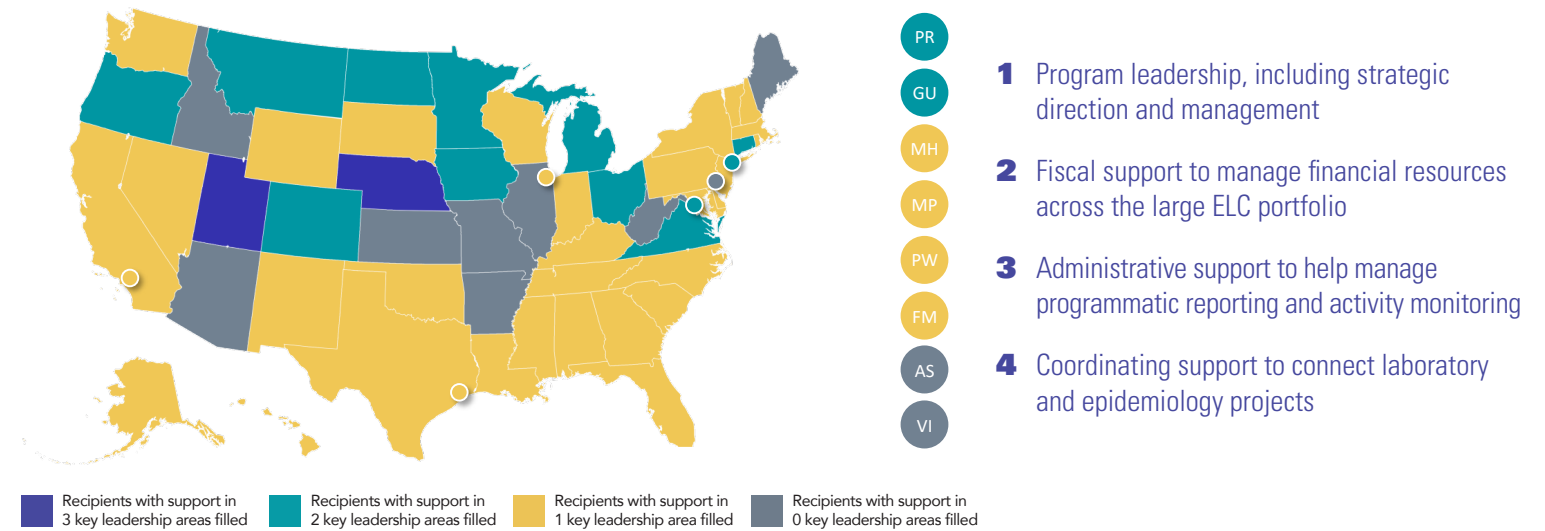 PR
GU
MH
MP
PW
FM
AS
VI
1 Program leadership, including strategic
direction and management
2 Fiscal support to manage financial resources
across the large ELC portfolio
3 Administrative support to help manage
programmatic reporting and activity monitoring
4 Coordinating support to connect laboratory
and epidemiology projects
Recipients with support in
3 key leadership areas filled
Recipients with support in
2 key leadership areas filled
Recipients with support in
1 key leadership area filled
Recipients with support in
0 key leadership areas filled